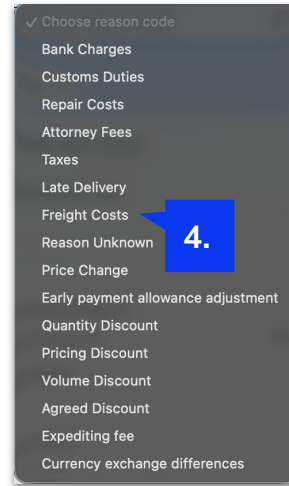 ✓ Choose reason code
Bank Charges
Customs Duties
Repair Costs
Attorney Fees
Taxes
Late Delivery
Freight Costs
Reason Unknown
4.
Price Change
Early payment allowance adjustment
Quantity Discount
Pricing Discount
Volume Discount
Agreed Discount
Expediting fee
Currency exchange differences